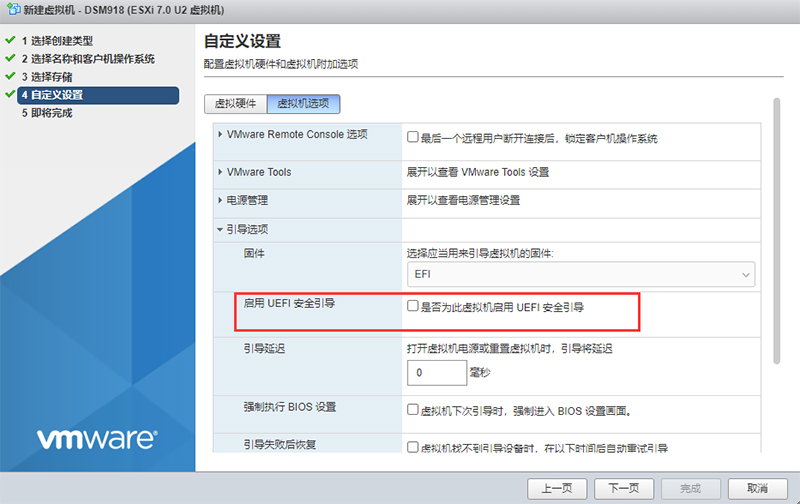 新建虚拟机 - DSM918 (ESXi 7.0 U2 虚拟机)
1 选择创建类型
2 选择名称和客户机操作系统
3 选择存储
4 自定义设置
5 即将完成
自定义设置
配置虚拟机硬件和虚拟机附加选项
虚拟硬件 虚拟机选项
VMware Remote Console 选项 最后一个远程用户断开连接后，锁定客户机操作系统
VMware Tools 展开以查看 VMware Tools 设置
电源管理 展开以查看电源管理设置
引导选项
固件 选择应当用来引导虚拟机的固件:
EFI
启用 UEFI 安全引导 是否为此虚拟机启用 UEFI 安全引导
引导延迟 打开虚拟机电源或重置虚拟机时，引导将延迟
0 毫秒
强制执行 BIOS 设置 虚拟机下次引导时，强制进入 BIOS 设置画面。
引导失败后恢复 虚拟机找不到引导设备时，在以下时间后自动重试引导
vmware®
上一页 下一页 完成 取消